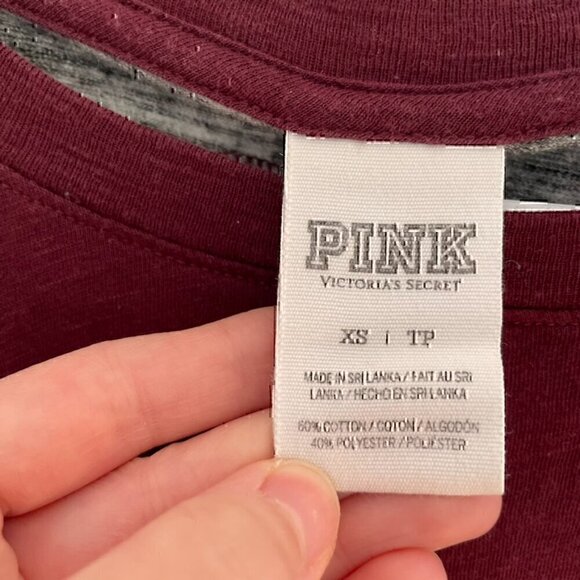 PINK
VICTORIA'S SECRET
XS | TP
MADE IN SRI LANKA / FAIT AU SRI
LANKA / HECHO EN SRI LANKA
60% COTTON / COTON / ALGODÓN
40% POLYESTER / POLIÉSTER